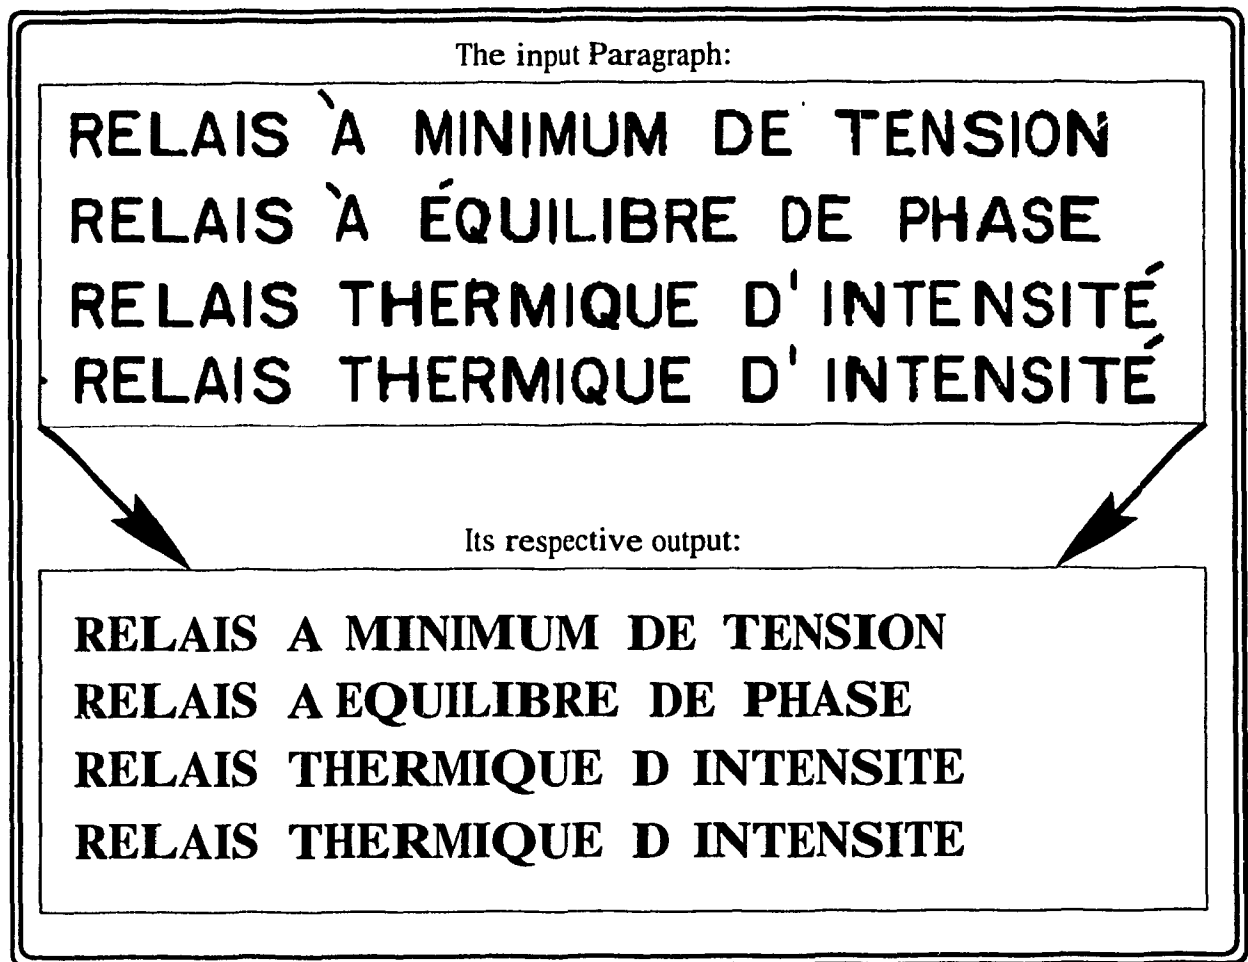 The input Paragraph:
RELAIS À MINIMUM DE TENSION
RELAIS À ÉQUILIBRE DE PHASE
RELAIS THERMIQUE D'INTENSITÉ
RELAIS THERMIQUE D'INTENSITÉ
Its respective output:
RELAIS A MINIMUM DE TENSION
RELAIS A EQUILIBRE DE PHASE
RELAIS THERMIQUE D INTENSITE
RELAIS THERMIQUE D INTENSITE